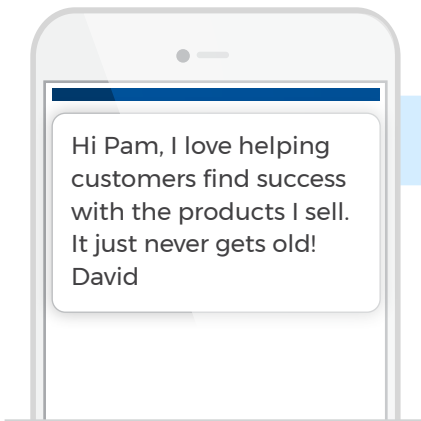 Hi Pam, I love helping
customers find success
with the products I sell.
It just never gets old!
David